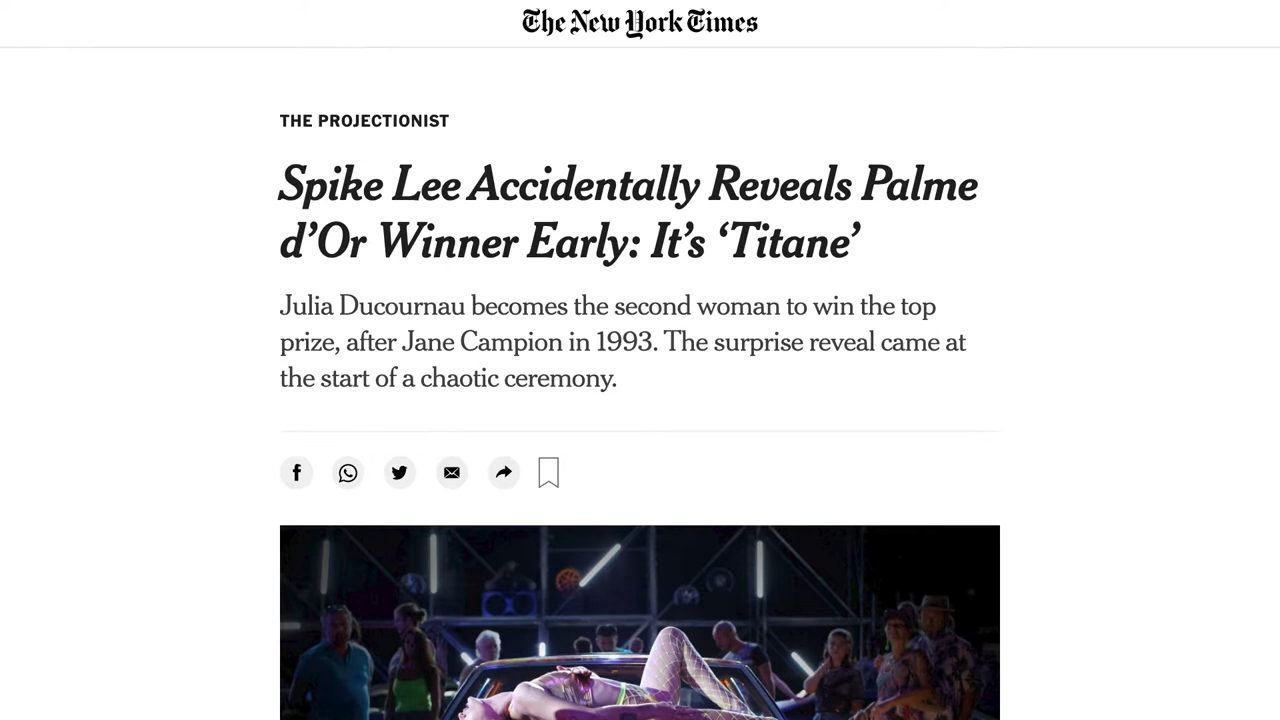 The New York Times
THE PROJECTIONIST
Spike Lee Accidentally Reveals Palme
d’Or Winner Early: It’s ‘Titane’
Julia Ducournau becomes the second woman to win the top
prize, after Jane Campion in 1993. The surprise reveal came at
the start of a chaotic ceremony.